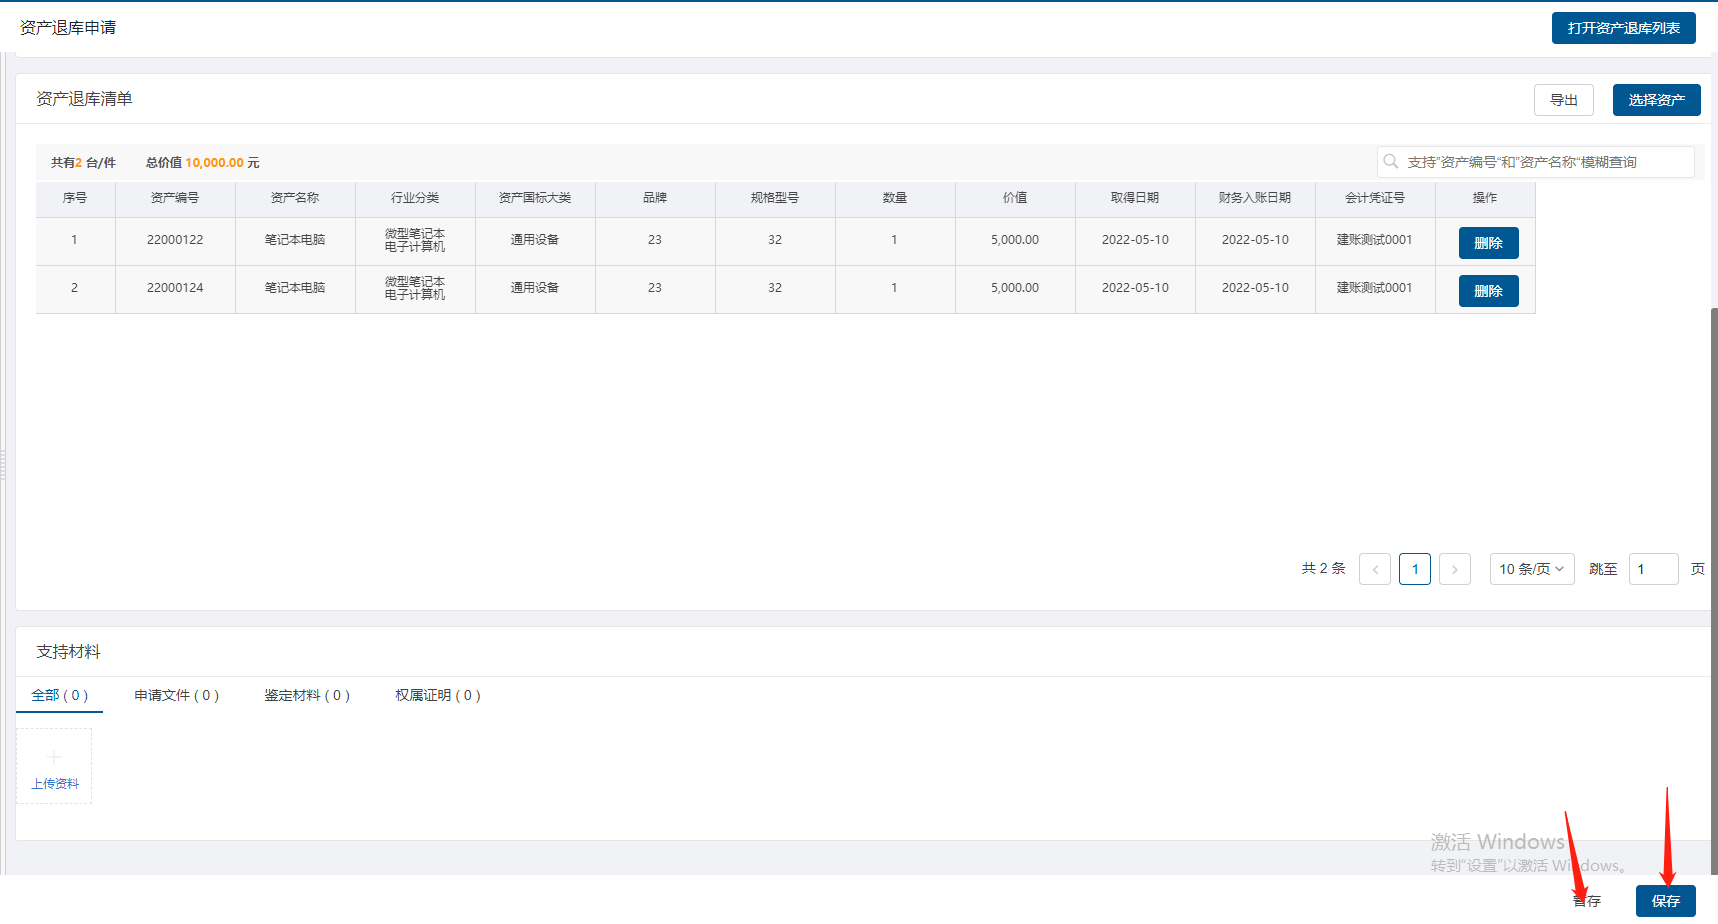 资产退库申请
打开资产退库列表
资产退库清单
导出
选择资产
共有2 台/件 总价值 10,000.00 元
支持"资产编号"和"资产名称"模糊查询
序号 资产编号 资产名称 行业分类 资产国标大类 品牌 规格型号 数量 价值 取得日期 财务入账日期 会计凭证号 操作
1 22000122 笔记本电脑 微型笔记本电子计算机 通用设备 23 32 1 5,000.00 2022-05-10 2022-05-10 建账测试0001 删除
2 22000124 笔记本电脑 微型笔记本电子计算机 通用设备 23 32 1 5,000.00 2022-05-10 2022-05-10 建账测试0001 删除
共 2 条 < 1 > 10 条/页 跳至 1 页
支持材料
全部 ( 0 ) 申请文件 ( 0 ) 鉴定材料 ( 0 ) 权属证明 ( 0 )
上传资料
激活 Windows
转到"设置"以激活 Windows。
暂存 保存